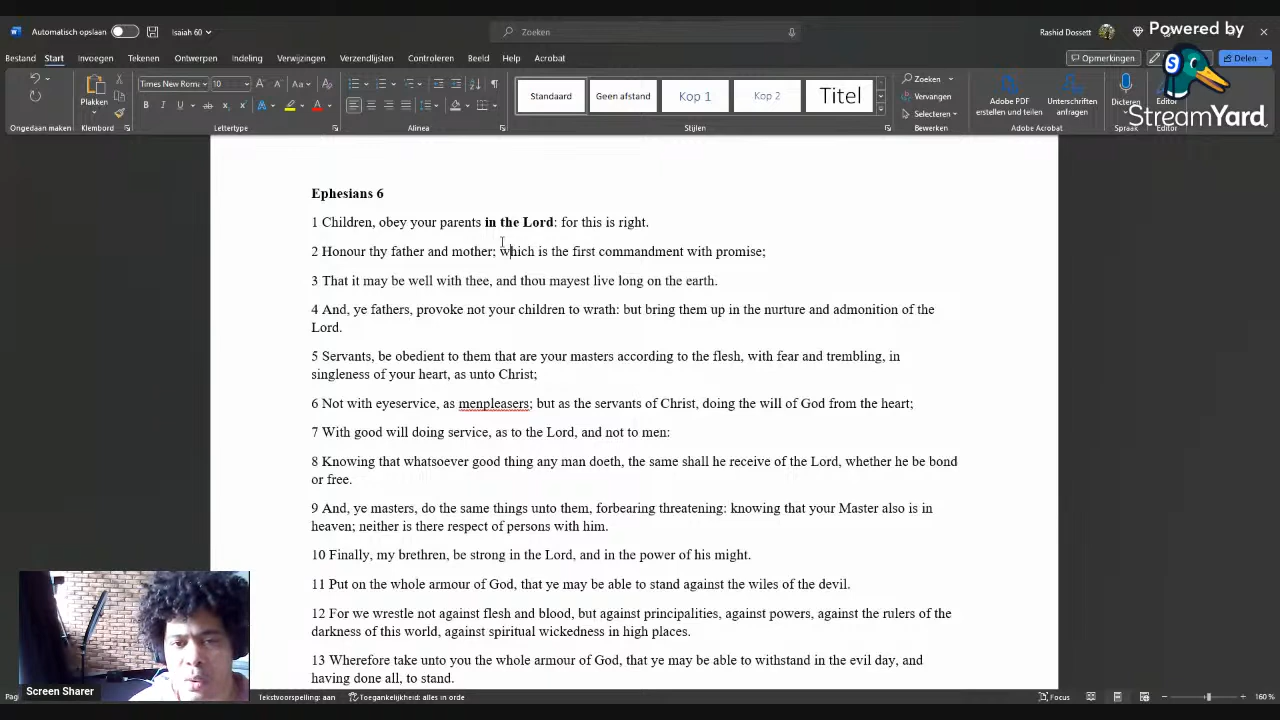 Powered by
StreamYard
Automatisch opslaan
Isaiah 60
Zoeken
Rashid Dossett
Bestand Start Invoegen Tekenen Ontwerpen Indeling Verwijzingen Verzendlijsten Controleren Beeld Help Acrobat
Opmerkingen
Delen
Times New Roma
10
Plakken
Standaard
Geen afstand
Kop 1
Kop 2
Titel
Zoeken
Vervangen
Selecteren
Adobe PDF
erstellen und teilen
Unterschriften
anfragen
Dicteren
Editor
Ongedaan maken
Klembord
Lettertype
Alinea
Stijlen
Bewerken
Adobe Acrobat
Spraak
Editor
Ephesians 6
1 Children, obey your parents in the Lord: for this is right.
2 Honour thy father and mother; which is the first commandment with promise;
3 That it may be well with thee, and thou mayest live long on the earth.
4 And, ye fathers, provoke not your children to wrath: but bring them up in the nurture and admonition of the
Lord.
5 Servants, be obedient to them that are your masters according to the flesh, with fear and trembling, in
singleness of your heart, as unto Christ;
6 Not with eyeservice, as menpleasers; but as the servants of Christ, doing the will of God from the heart;
7 With good will doing service, as to the Lord, and not to men:
8 Knowing that whatsoever good thing any man doeth, the same shall he receive of the Lord, whether he be bond
or free.
9 And, ye masters, do the same things unto them, forbearing threatening: knowing that your Master also is in
heaven; neither is there respect of persons with him.
10 Finally, my brethren, be strong in the Lord, and in the power of his might.
11 Put on the whole armour of God, that ye may be able to stand against the wiles of the devil.
12 For we wrestle not against flesh and blood, but against principalities, against powers, against the rulers of the
darkness of this world, against spiritual wickedness in high places.
13 Wherefore take unto you the whole armour of God, that ye may be able to withstand in the evil day, and
having done all, to stand.
Screen Sharer
Pag
Tekstvoorspelling: aan
Toegankelijkheid: alles in orde
Focus
160 %